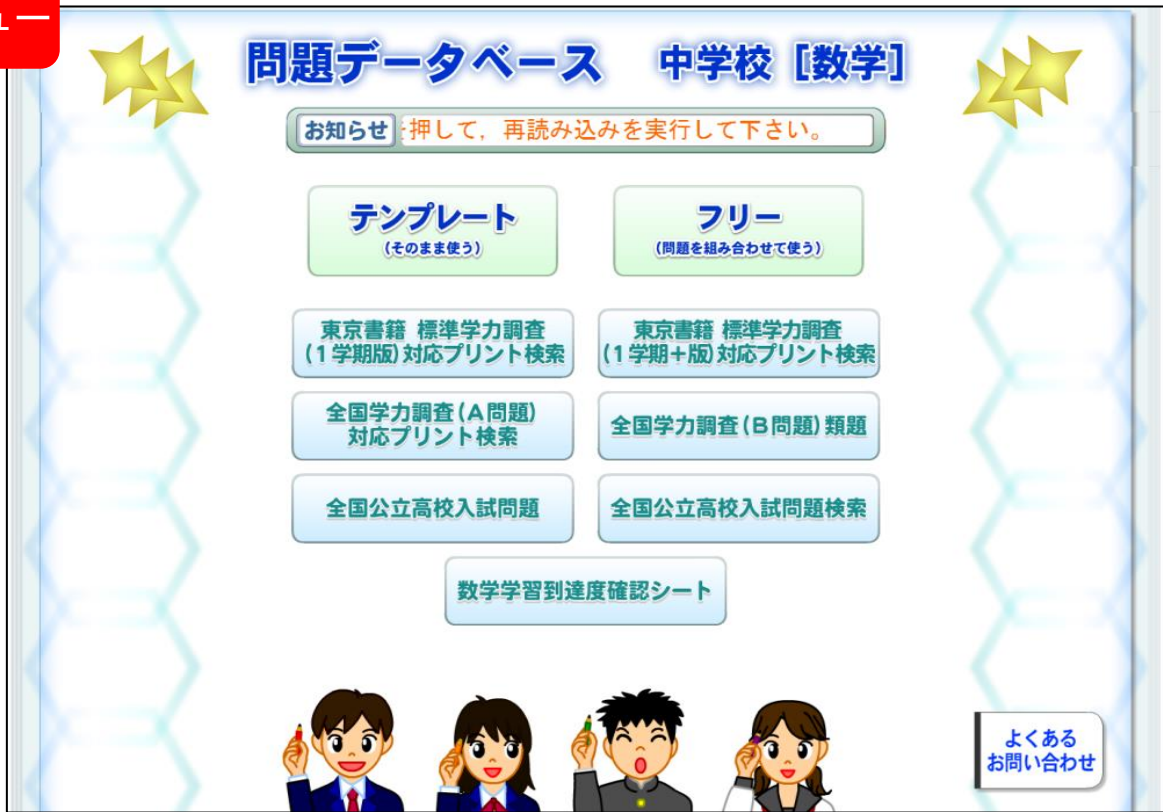 問題データベース 中学校［数学］
お知らせ
押して，再読み込みを実行して下さい。
テンプレート
(そのまま使う)
フリー
(問題を組み合わせて使う)
東京書籍 標準学力調査
(1学期版)対応プリント検索
東京書籍 標準学力調査
(1学期＋版)対応プリント検索
全国学力調査(A問題)
対応プリント検索
全国学力調査(B問題)類題
全国公立高校入試問題
全国公立高校入試問題検索
数学学習到達度確認シート
よくある
お問い合わせ